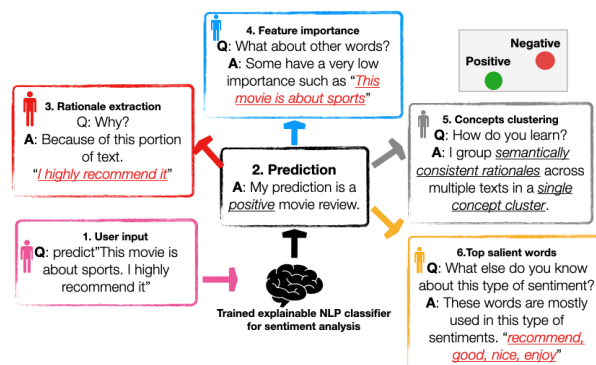 4. Feature importance
Q: What about other words?
A: Some have a very low
importance such as “This
movie is about sports”
Negative
Positive
3. Rationale extraction
Q: Why?
A: Because of this portion
of text.
“I highly recommend it”
2. Prediction
A: My prediction is a
positive movie review.
5. Concepts clustering
Q: How do you learn?
A: I group semantically
consistent rationales across
multiple texts in a single
concept cluster.
1. User input
Q: predict”This movie is
about sports. I highly
recommend it”
Trained explainable NLP classifier
for sentiment analysis
6.Top salient words
Q: What else do you know
about this type of sentiment?
A: These words are mostly
used in this type of
sentiments. “recommend,
good, nice, enjoy”